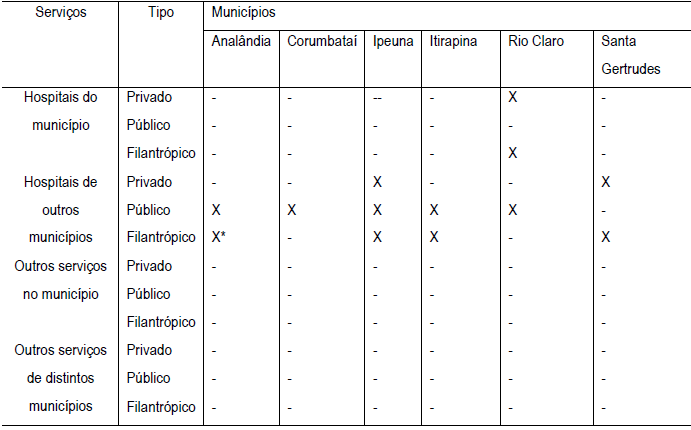 Serviços Tipo Municípios
Analândia Corumbataí Ipeuna Itirapina Rio Claro Santa
Gertrudes
Hospitais do Privado - - -- - X -
município Público - - - - - -
Filantrópico - - - - X -
Hospitais de Privado - - X - - X
outros Público X X X X X -
municípios Filantrópico X* - X X - X
Outros serviços Privado - - - - - -
no município Público - - - - - -
Filantrópico - - - - - -
Outros serviços Privado - - - - - -
de distintos Público - - - - - -
municípios Filantrópico - - - - - -